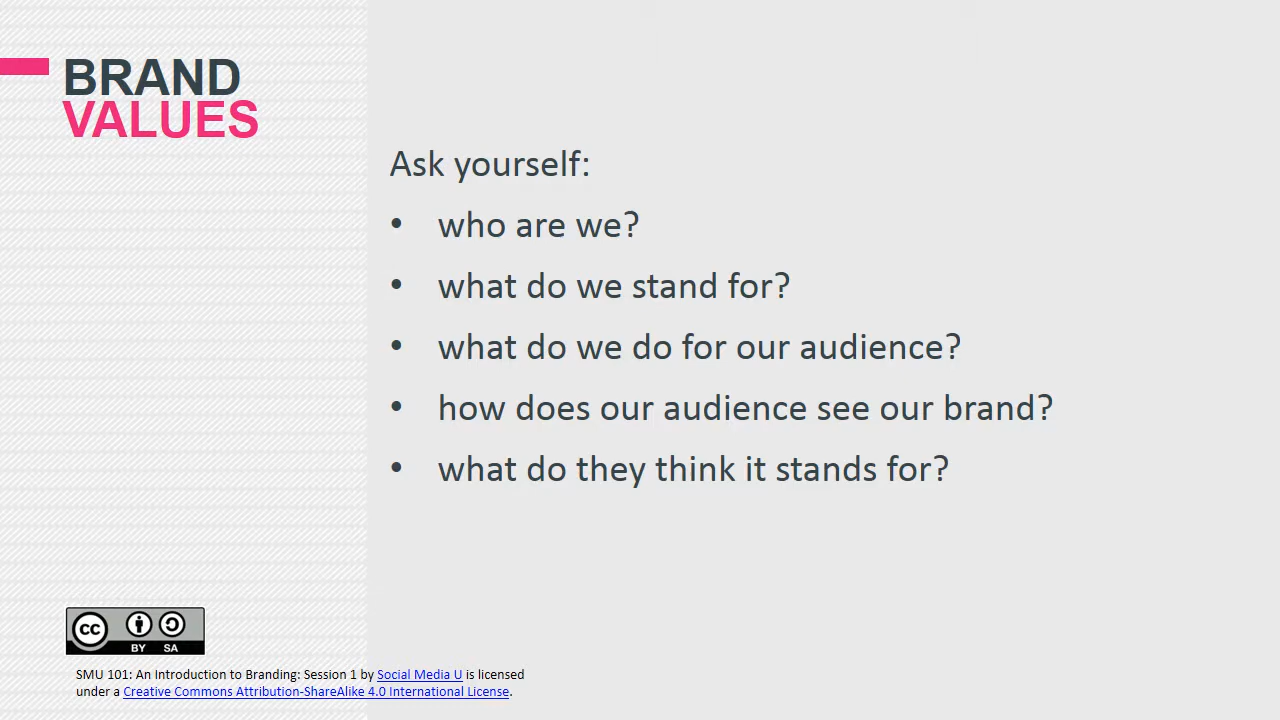 BRAND
VALUES
Ask yourself:
• who are we?
• what do we stand for?
• what do we do for our audience?
• how does our audience see our brand?
• what do they think it stands for?
cc
BY SA
SMU 101: An Introduction to Branding: Session 1 by Social Media U is licensed
under a Creative Commons Attribution-ShareAlike 4.0 International License.